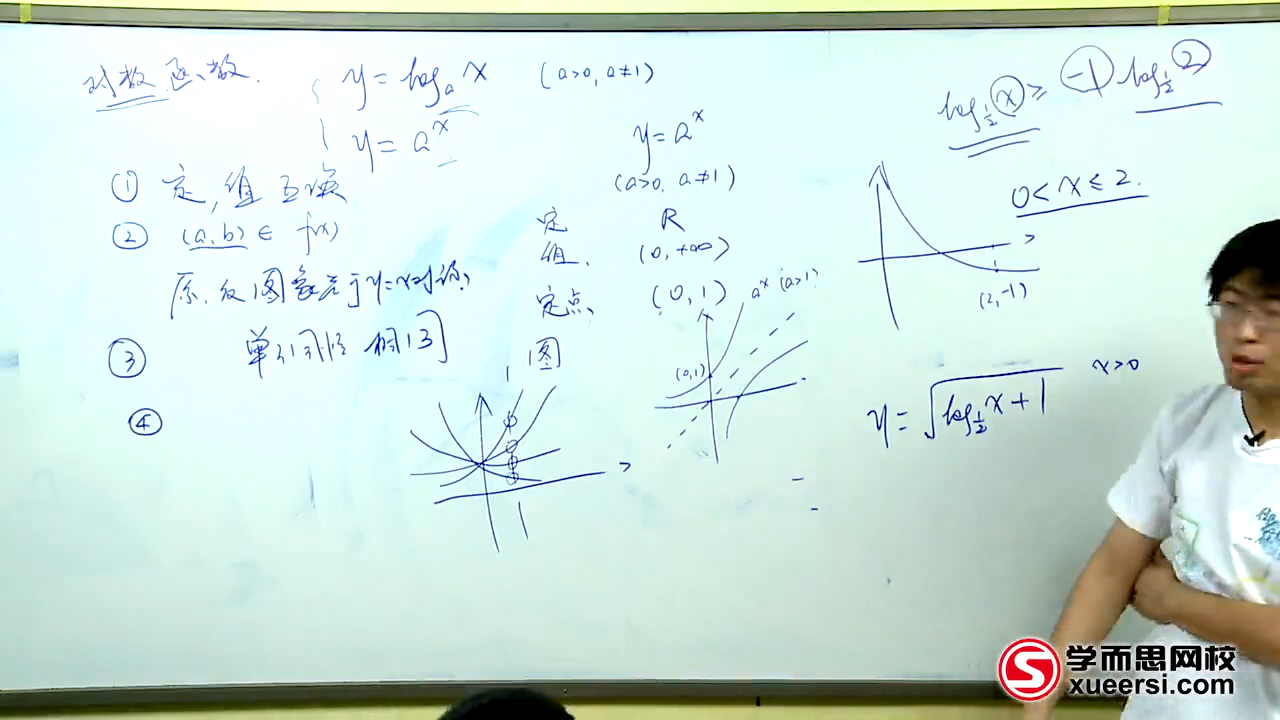 对数函数. y = log_a x (a>0, a≠1)
y = a^x
① 定,值互换
② (a,b) ∈ f(x)
原.反图象关于y=x对称,
③ 单调性相同
④
y = a^x
(a>0. a≠1)
定 R
值. (0,+∞)
定点, (0,1)
图
a^x (a>1)
(0,1)
log_{1/2} x ≥ -1 log_{1/2} 2
0 < x ≤ 2.
(2,-1)
y = √(log_{1/2} x + 1) x>0
学而思网校
xueersi.com